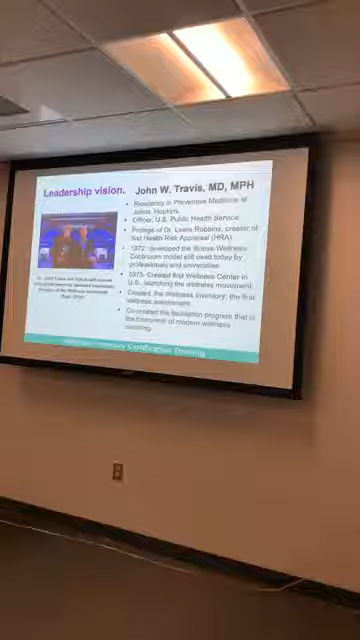 Leadership vision. John W. Travis, MD, MPH
• Residency in Preventive Medicine at
Johns Hopkins.
• Officer, U.S. Public Health Service
• Protege of Dr. Lewis Robbins, creator of
first Health Risk Appraisal (HRA)
• 1972: developed the Illness-Wellness
Continuum model still used today by
professionals and universities.
• 1975- Created first Wellness Center in
U.S., launching the wellness movement.
• Created the Wellness Inventory, the first
wellness assessment.
• Co-created the facilitation program that is
the forerunner of modern wellness
coaching.
Certification Training